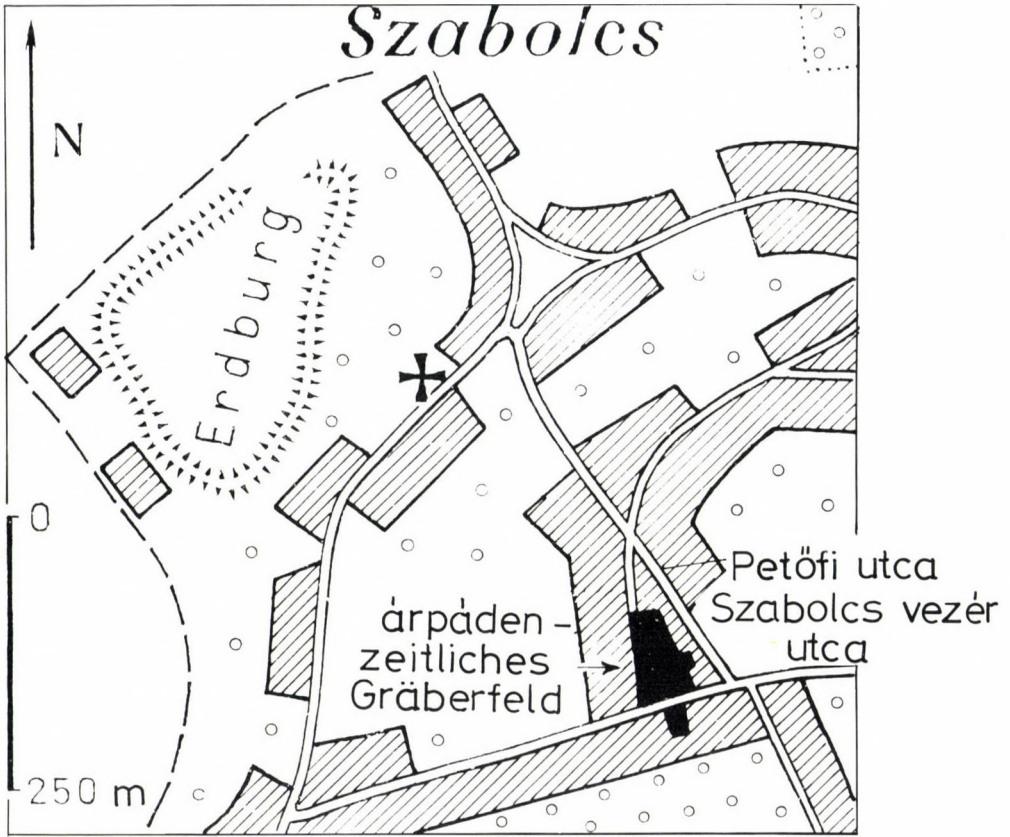 Szabolcs
N
Erdburg
0
250 m
Petőfi utca
Szabolcs vezér
utca
árpáden-
zeitliches
Gräberfeld